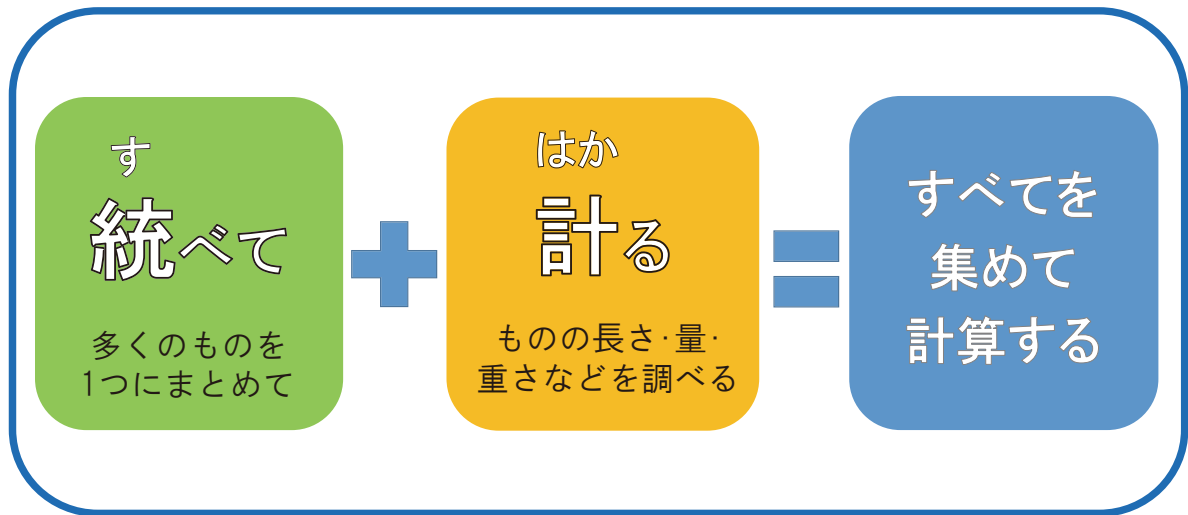 す
統べて
多くのものを
1つにまとめて
はか
計る
ものの長さ・量・
重さなどを調べる
すべてを
集めて
計算する